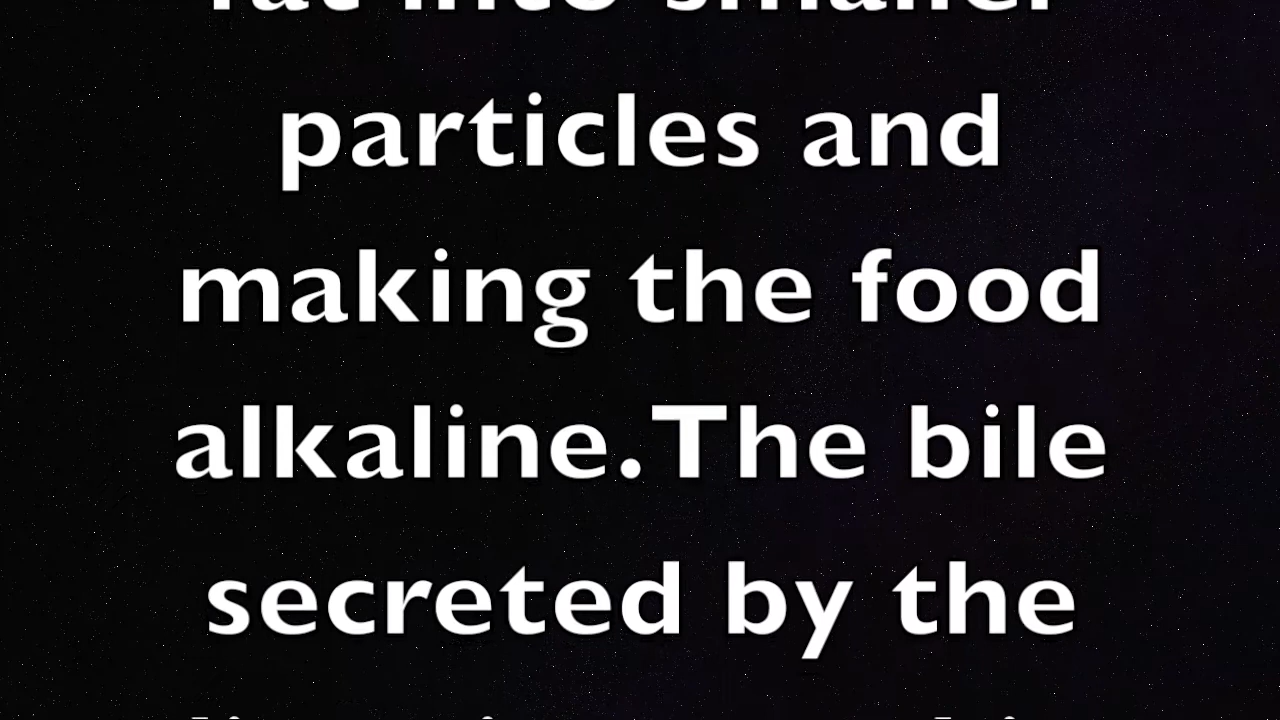 fat into smaller
particles and
making the food
alkaline. The bile
secreted by the